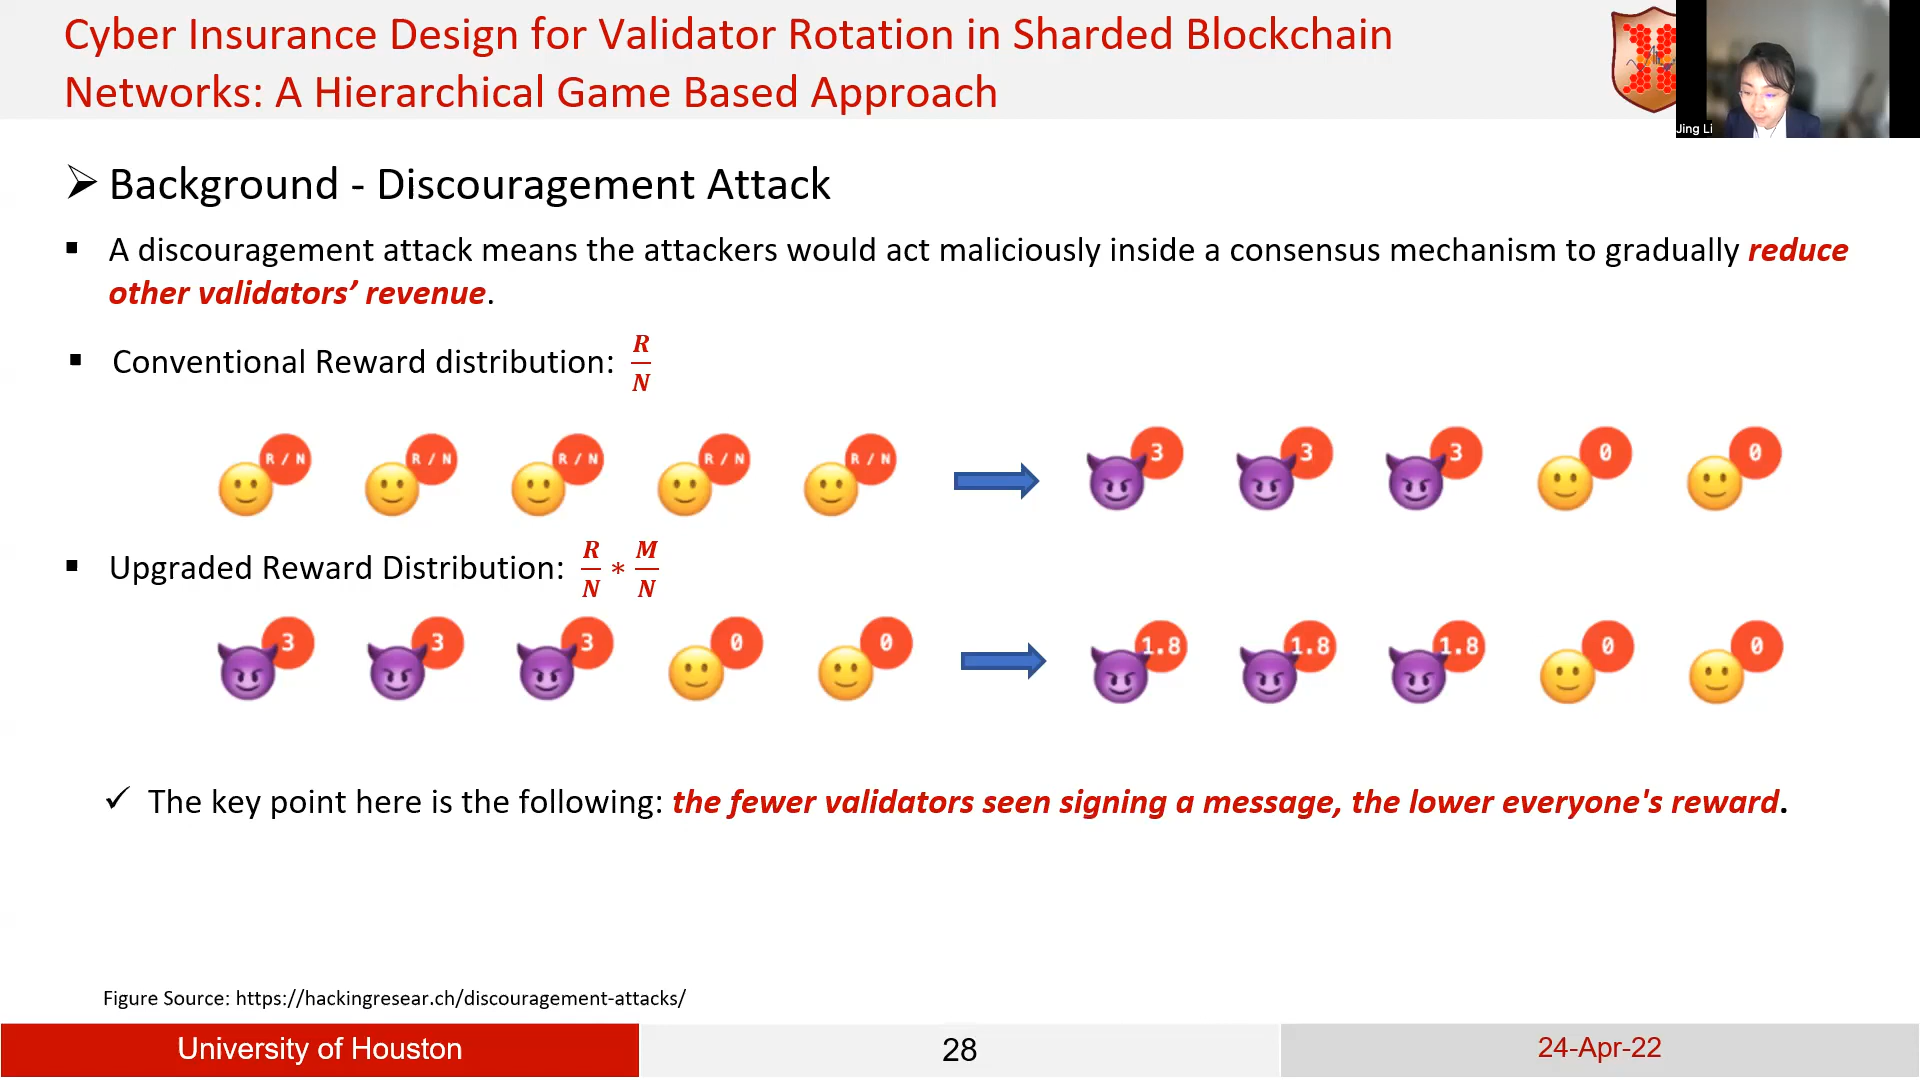 Cyber Insurance Design for Validator Rotation in Sharded Blockchain
Networks: A Hierarchical Game Based Approach
Jing Li
➢ Background - Discouragement Attack
▪ A discouragement attack means the attackers would act maliciously inside a consensus mechanism to gradually reduce
other validators’ revenue.
▪ Conventional Reward distribution: R/N
R / N R / N R / N R / N R / N 3 3 3 0 0
▪ Upgraded Reward Distribution: R/N * M/N
3 3 3 0 0 1.8 1.8 1.8 0 0
✓ The key point here is the following: the fewer validators seen signing a message, the lower everyone's reward.
Figure Source: https://hackingresear.ch/discouragement-attacks/
University of Houston 28 24-Apr-22